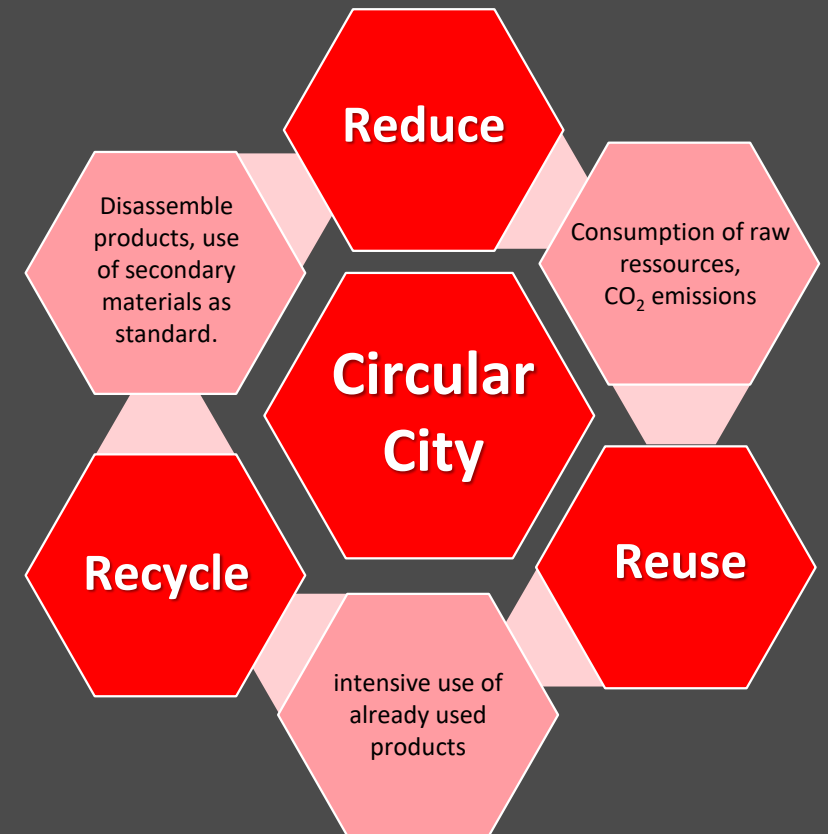 Reduce
Consumption of raw
ressources,
CO₂ emissions
Reuse
intensive use of
already used
products
Recycle
Disassemble
products, use
of secondary
materials as
standard.
Circular
City